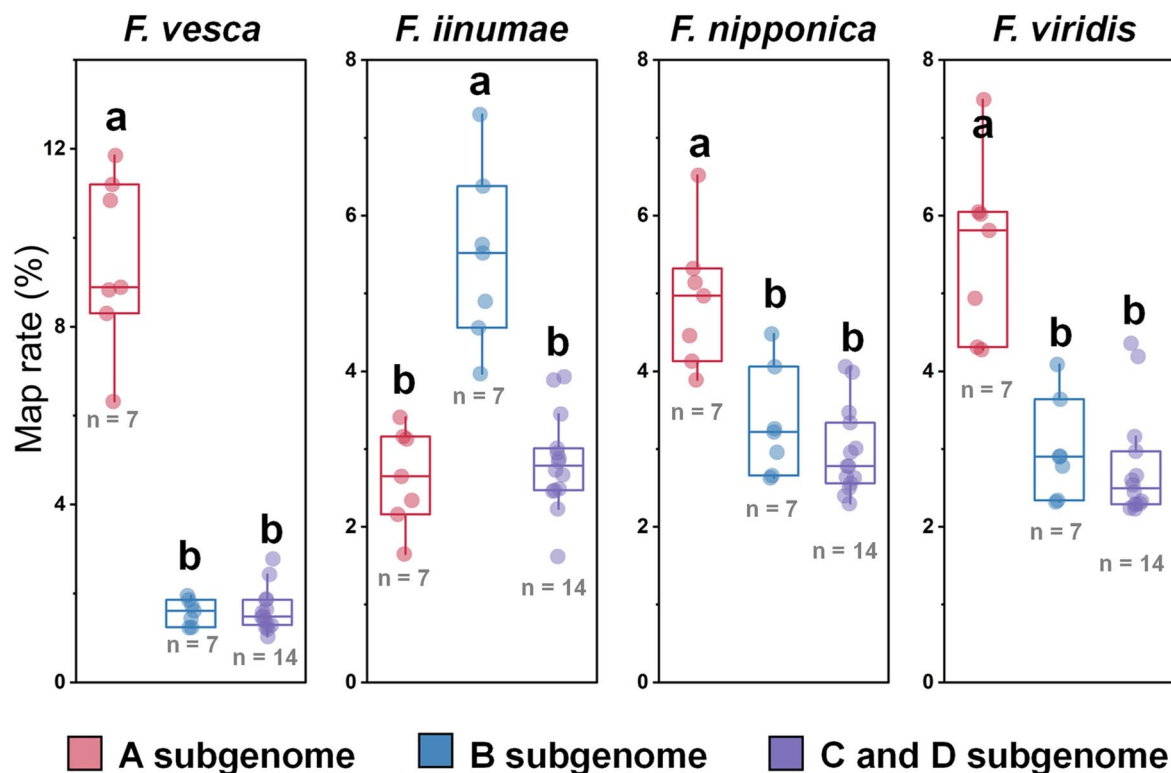 F. vesca
F. iinumae
F. nipponica
F. viridis
Map rate (%)
12
8
4
0
a
n = 7
b
n = 7
b
n = 14
8
6
4
2
0
b
n = 7
a
n = 7
b
n = 14
8
6
4
2
0
a
n = 7
b
n = 7
b
n = 14
8
6
4
2
0
a
n = 7
b
n = 7
b
n = 14
A subgenome
B subgenome
C and D subgenome